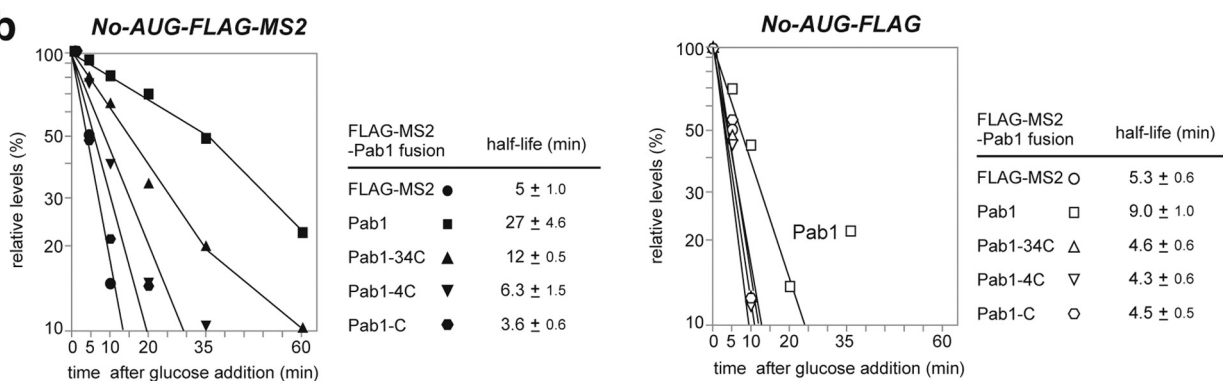 b
No-AUG-FLAG-MS2
100
50
30
20
10
relative levels (%)
0 5 10 20 35 60
time after glucose addition (min)
FLAG-MS2
-Pab1 fusion half-life (min)
FLAG-MS2 ● 5 ± 1.0
Pab1 ■ 27 ± 4.6
Pab1-34C ▲ 12 ± 0.5
Pab1-4C ▼ 6.3 ± 1.5
Pab1-C ⬣ 3.6 ± 0.6
No-AUG-FLAG
100
50
30
20
10
relative levels (%)
Pab1 □
0 5 10 20 35 60
time after glucose addition (min)
FLAG-MS2
-Pab1 fusion half-life (min)
FLAG-MS2 ○ 5.3 ± 0.6
Pab1 □ 9.0 ± 1.0
Pab1-34C △ 4.6 ± 0.6
Pab1-4C ▽ 4.3 ± 0.6
Pab1-C ⬡ 4.5 ± 0.5